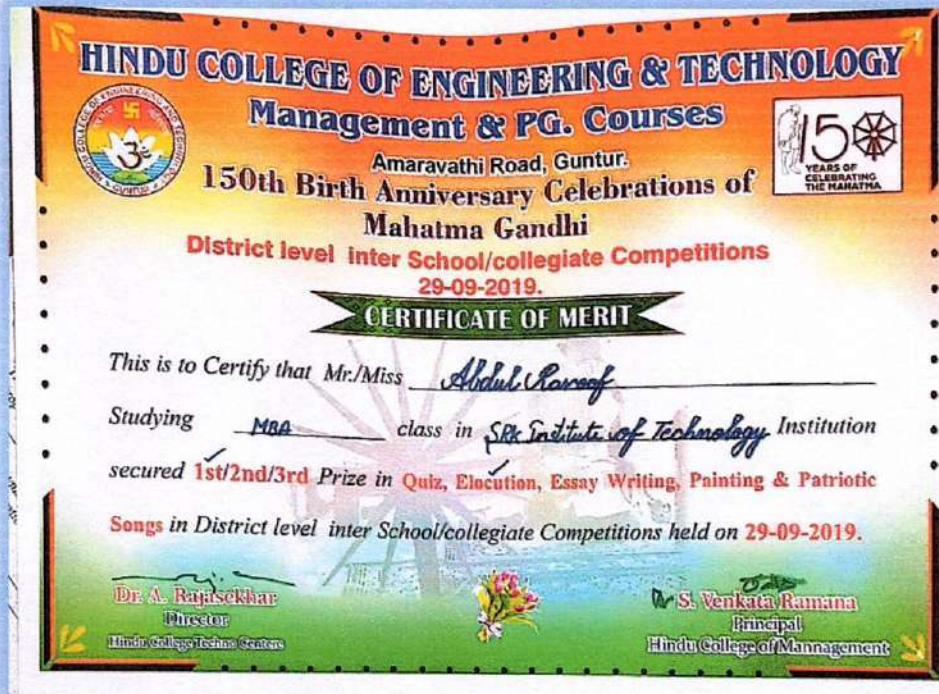 HINDU COLLEGE OF ENGINEERING & TECHNOLOGY
Management & PG. Courses
Amaravathi Road, Guntur.
150 YEARS OF
CELEBRATING
THE MAHATMA
150th Birth Anniversary Celebrations of
Mahatma Gandhi
District level inter School/collegiate Competitions
29-09-2019.
CERTIFICATE OF MERIT
This is to Certify that Mr./Miss Abdul Raveef
Studying MBA class in SRK Institute of Technology Institution
secured 1st/2nd/3rd Prize in Quiz, Elocution, Essay Writing, Painting & Patriotic
Songs in District level inter School/collegiate Competitions held on 29-09-2019.
Dr. A. Rajasekhar
Director
Hindu College Techno Centers
Dr S. Venkata Ramana
Principal
Hindu College of Mannagement